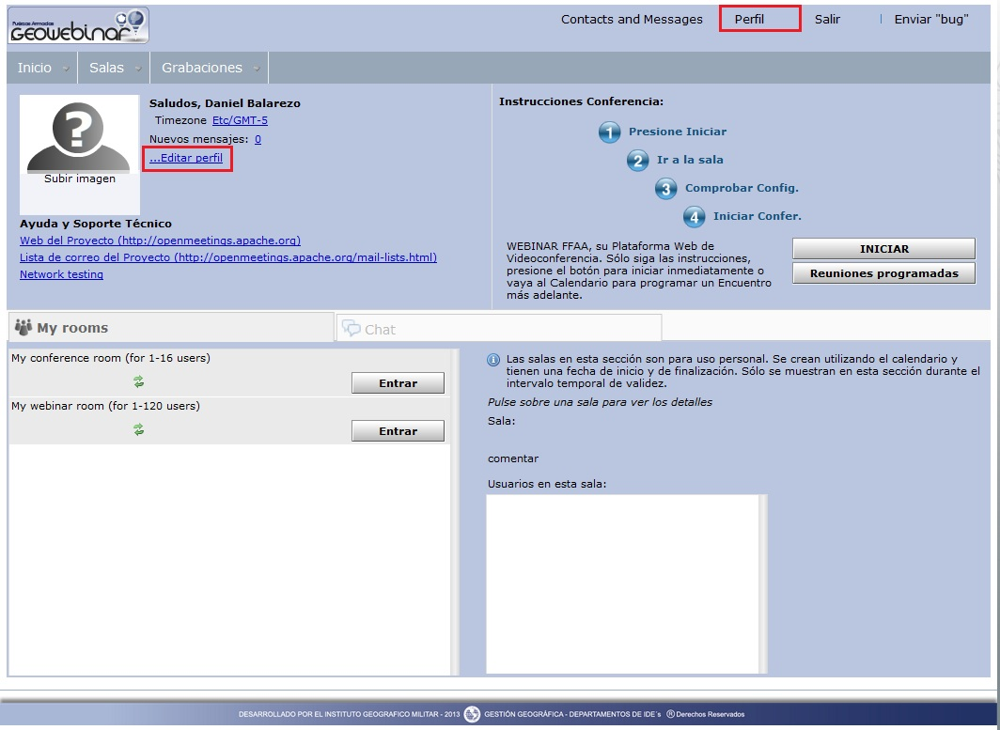 Fuerzas Armadas
GEOWEBINAR
Contacts and Messages Perfil Salir | Enviar "bug"
Inicio Salas Grabaciones
Saludos, Daniel Balarezo
Timezone Etc/GMT-5
Nuevos mensajes: 0
...Editar perfil
Subir imagen
Ayuda y Soporte Técnico
Web del Proyecto (http://openmeetings.apache.org)
Lista de correo del Proyecto (http://openmeetings.apache.org/mail-lists.html)
Network testing
Instrucciones Conferencia:
1 Presione Iniciar
2 Ir a la sala
3 Comprobar Config.
4 Iniciar Confer.
WEBINAR FFAA, su Plataforma Web de
Videoconferencia. Sólo siga las instrucciones,
presione el botón para iniciar inmediatamente o
vaya al Calendario para programar un Encuentro
más adelante.
INICIAR
Reuniones programadas
My rooms
Chat
My conference room (for 1-16 users)
Entrar
My webinar room (for 1-120 users)
Entrar
Las salas en esta sección son para uso personal. Se crean utilizando el calendario y
tienen una fecha de inicio y de finalización. Sólo se muestran en esta sección durante el
intervalo temporal de validez.
Pulse sobre una sala para ver los detalles
Sala:
comentar
Usuarios en esta sala:
DESARROLLADO POR EL INSTITUTO GEOGRAFICO MILITAR - 2013 GESTIÓN GEOGRÁFICA - DEPARTAMENTOS DE IDE´s ® Derechos Reservados